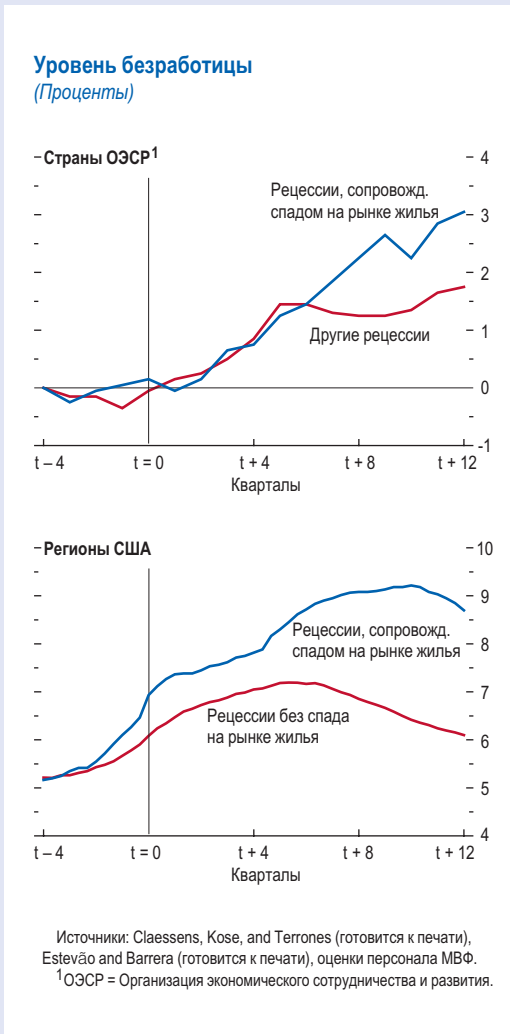 Уровень безработицы
(Проценты)
Страны ОЭСР1
4
Рецессии, сопровожд.
спадом на рынке жилья
3
2
Другие рецессии
1
0
-1
t – 4 t = 0 t + 4 t + 8 t + 12
Кварталы
Регионы США
10
9
Рецессии, сопровожд.
спадом на рынке жилья
8
7
Рецессии без спада
на рынке жилья
6
5
4
t – 4 t = 0 t + 4 t + 8 t + 12
Кварталы
Источники: Claessens, Kose, and Terrones (готовится к печати),
Estevão and Barrera (готовится к печати), оценки персонала МВФ.
1ОЭСР = Организация экономического сотрудничества и развития.